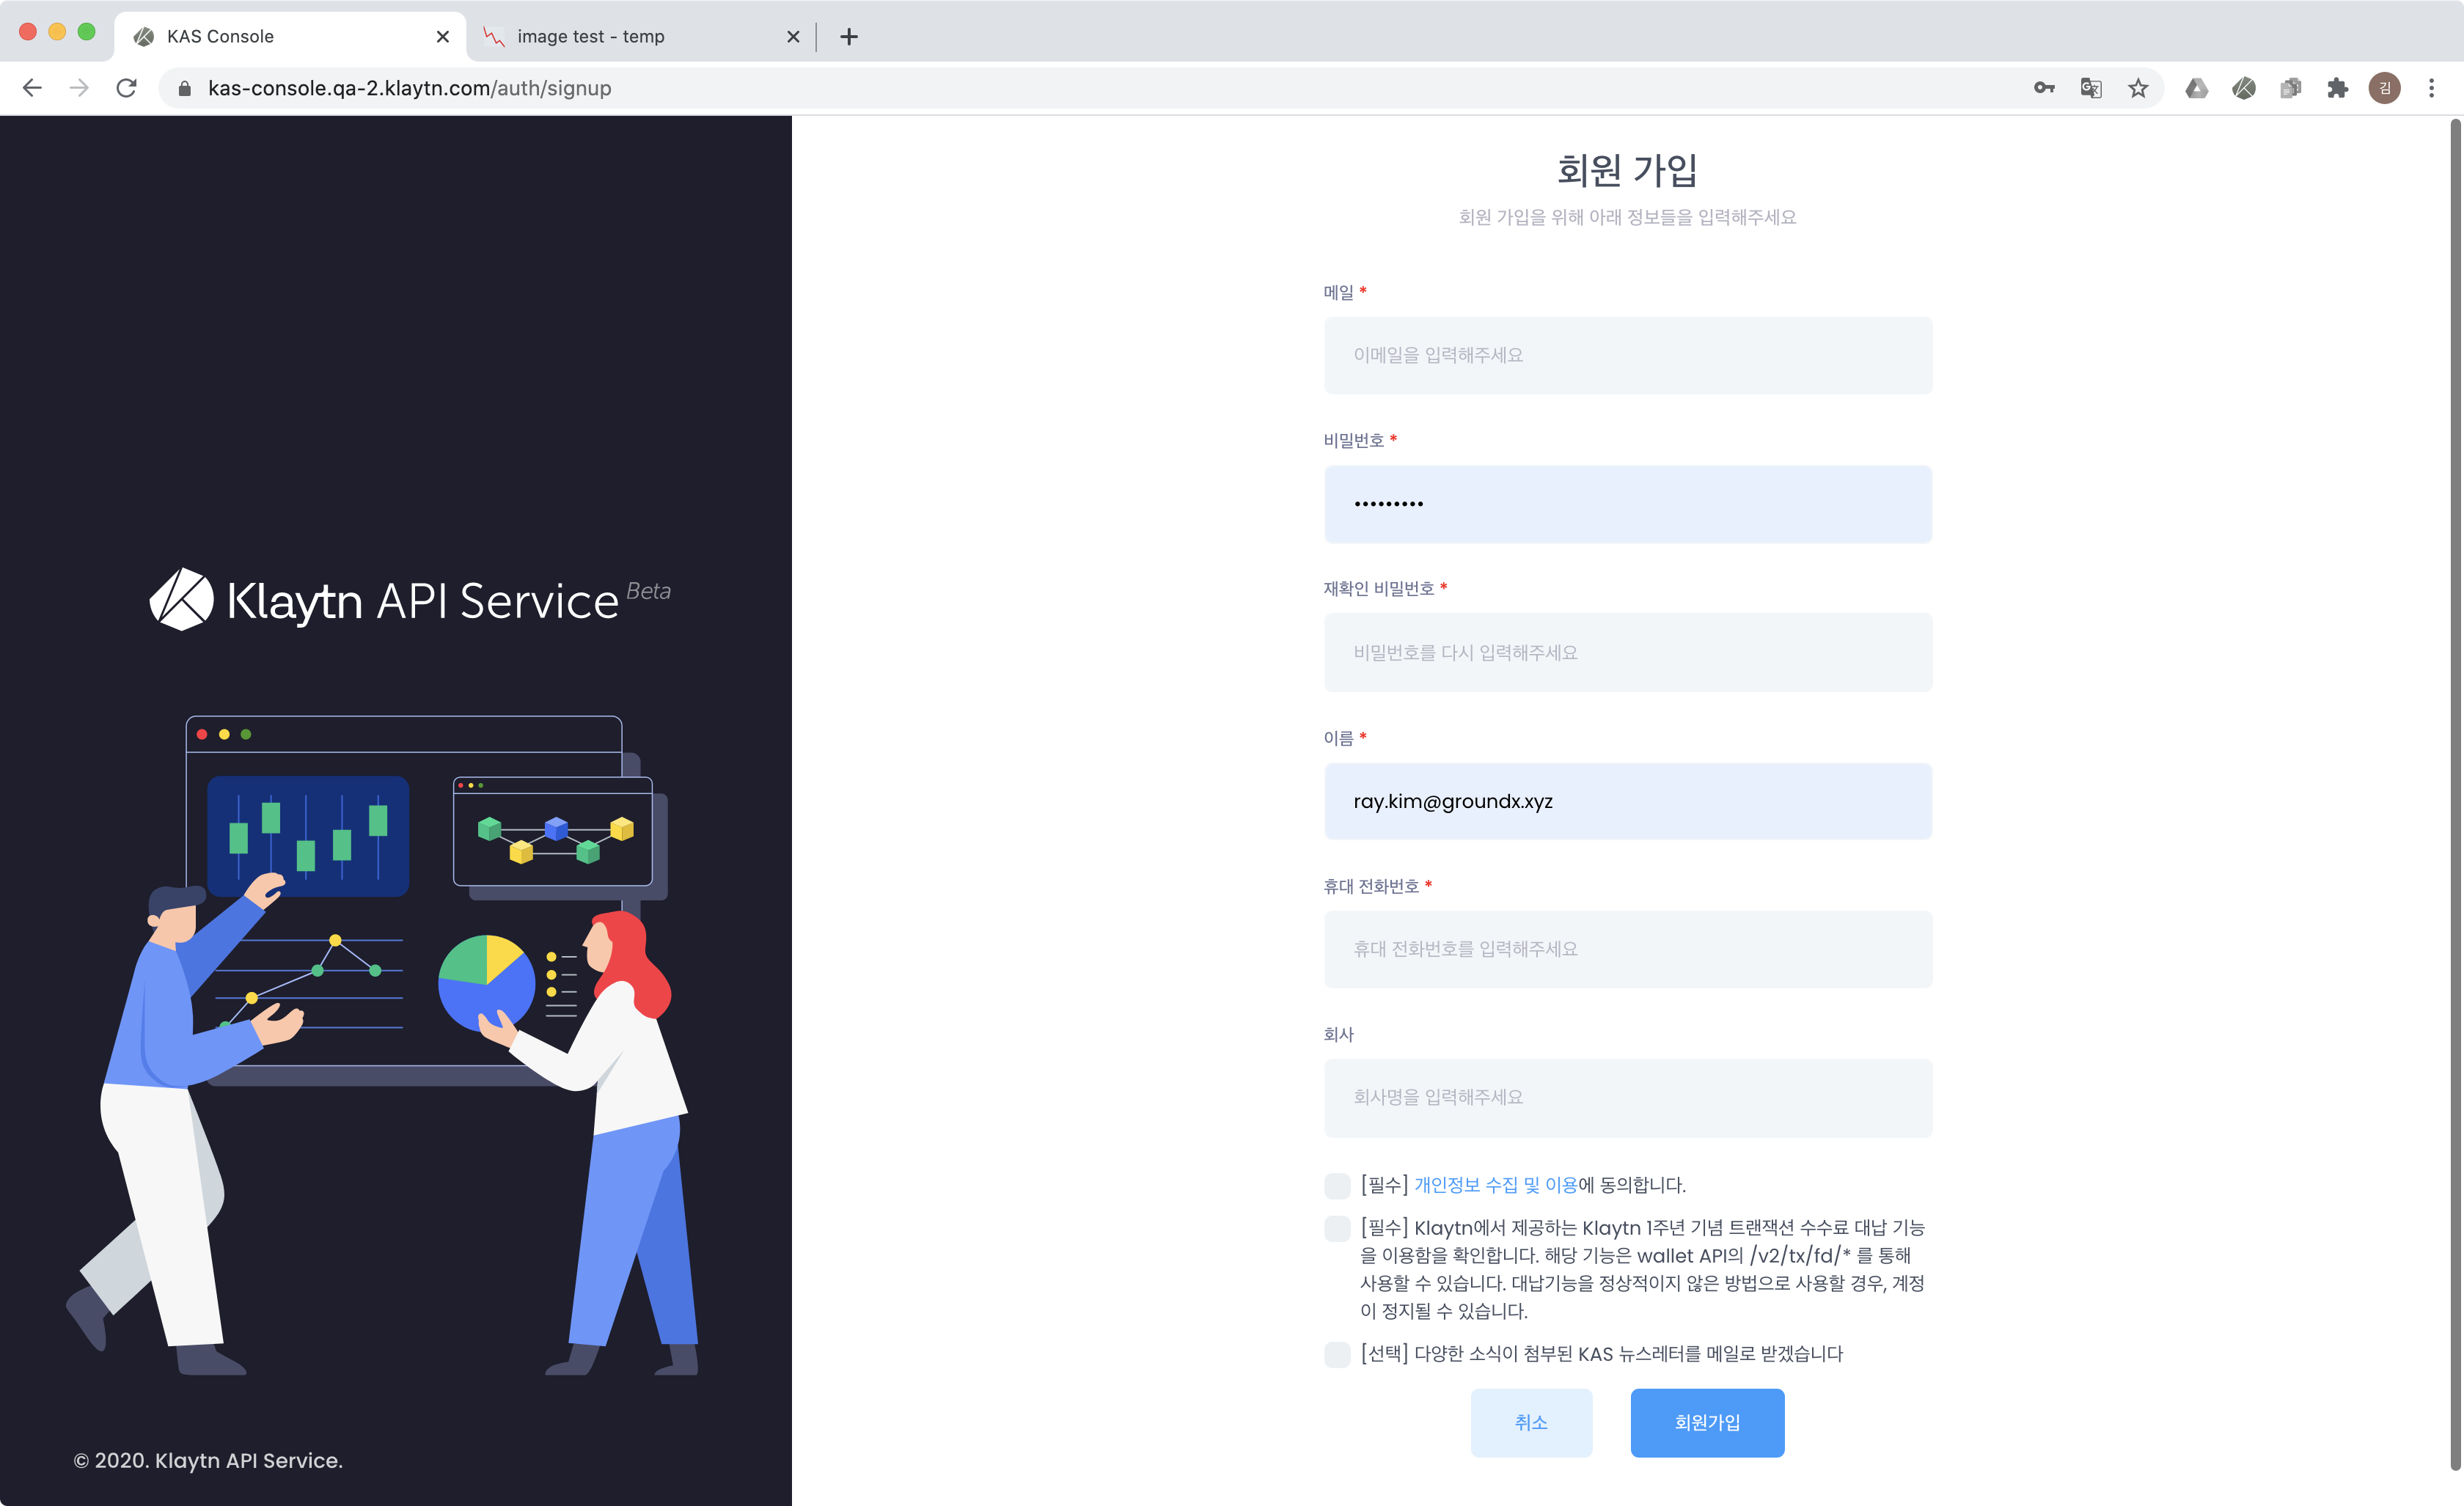 KAS Console
image test - temp
kas-console.qa-2.klaytn.com/auth/signup
김
Klaytn API Service Beta
© 2020. Klaytn API Service.
회원 가입
회원 가입을 위해 아래 정보들을 입력해주세요
메일 *
이메일을 입력해주세요
비밀번호 *
•••••••••
재확인 비밀번호 *
비밀번호를 다시 입력해주세요
이름 *
ray.kim@groundx.xyz
휴대 전화번호 *
휴대 전화번호를 입력해주세요
회사
회사명을 입력해주세요
[필수] 개인정보 수집 및 이용에 동의합니다.
[필수] Klaytn에서 제공하는 Klaytn 1주년 기념 트랜잭션 수수료 대납 기능
을 이용함을 확인합니다. 해당 기능은 wallet API의 /v2/tx/fd/* 를 통해
사용할 수 있습니다. 대납기능을 정상적이지 않은 방법으로 사용할 경우, 계정
이 정지될 수 있습니다.
[선택] 다양한 소식이 첨부된 KAS 뉴스레터를 메일로 받겠습니다
취소
회원가입